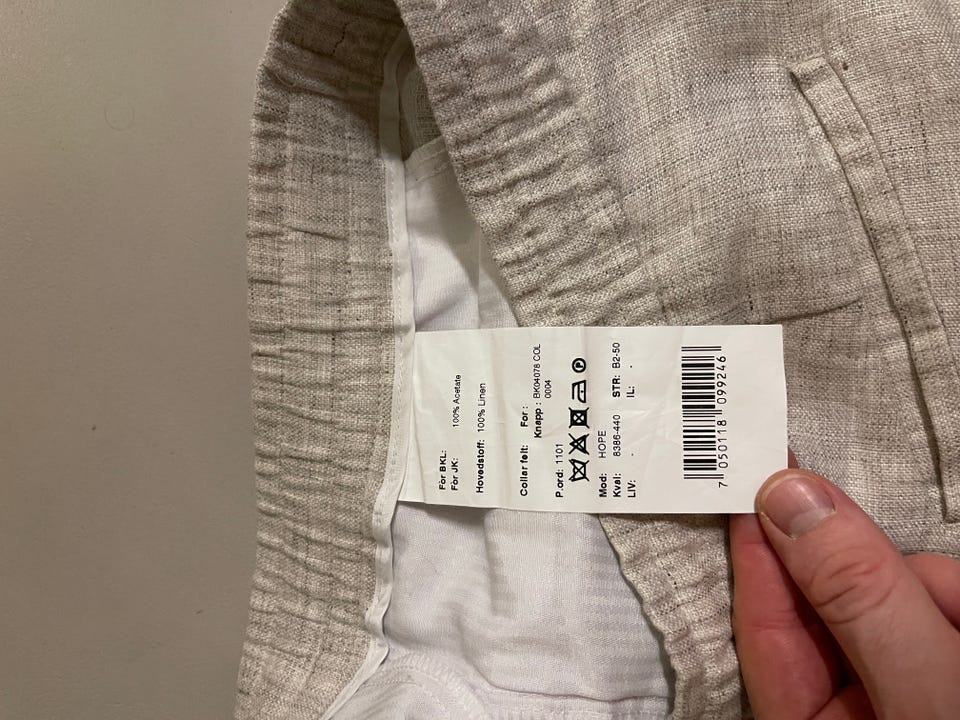 För BKL:
För JK: 100% Acetate
Hovedstoff: 100% Linen
Collar felt: For :
Knapp : BK04078 COL
0004
P.ord: 1101
Mod: HOPE
Kval: 8386-440 STR: B2-50
LIV: - IL: -
7 050118 099246